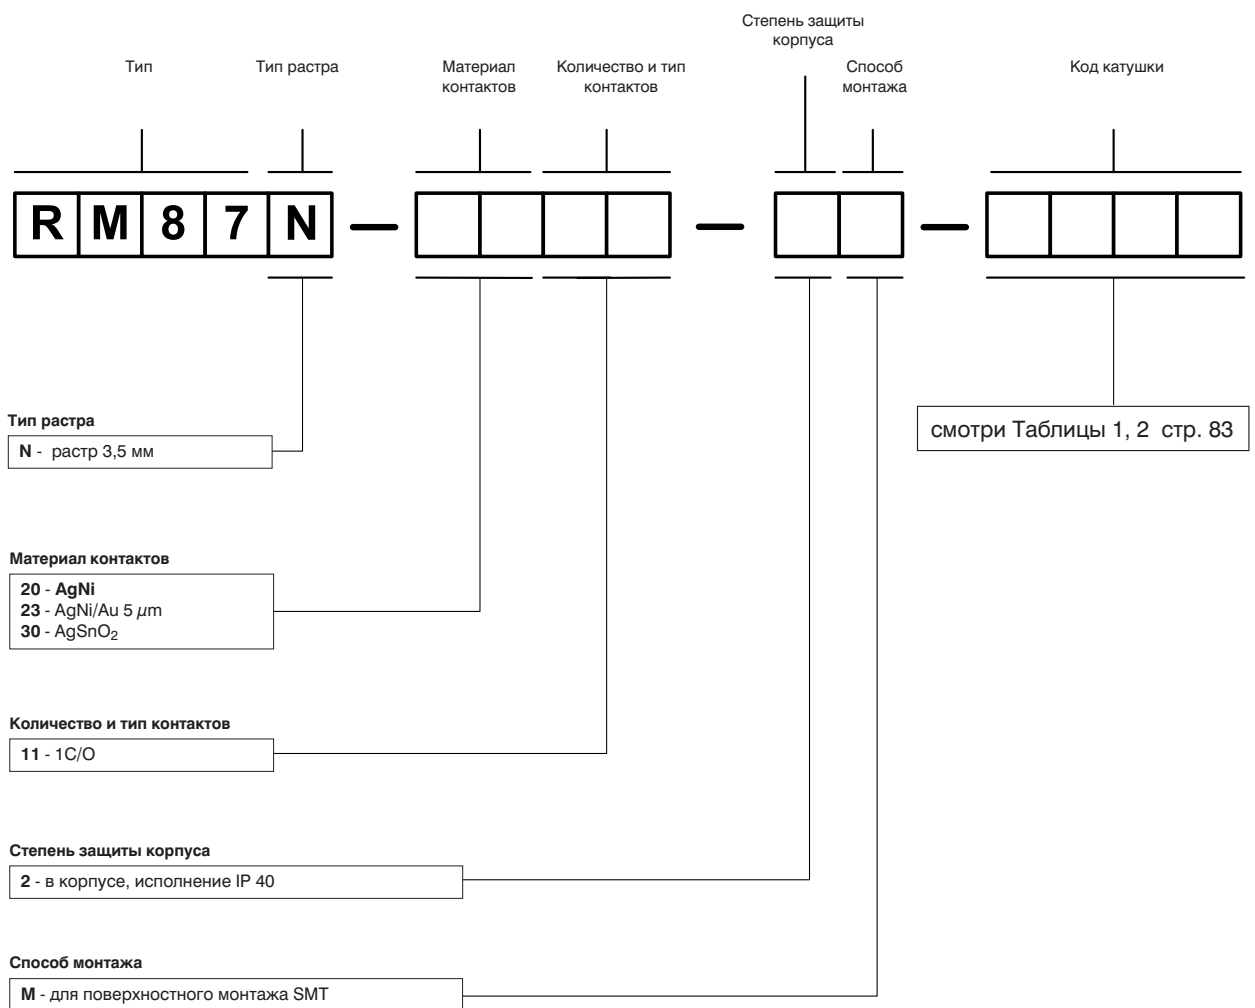 Степень защиты
корпуса
Тип
Тип растра
Материал
контактов
Количество и тип
контактов
Способ
монтажа
Код катушки
RM87N — —  —
Тип растра
N - растр 3,5 мм
смотри Таблицы 1, 2 стр. 83
Материал контактов
20 - AgNi
23 - AgNi/Au 5 µm
30 - AgSnO2
Количество и тип контактов
11 - 1C/O
Степень защиты корпуса
2 - в корпусе, исполнение IP 40
Способ монтажа
M - для поверхностного монтажа SMT